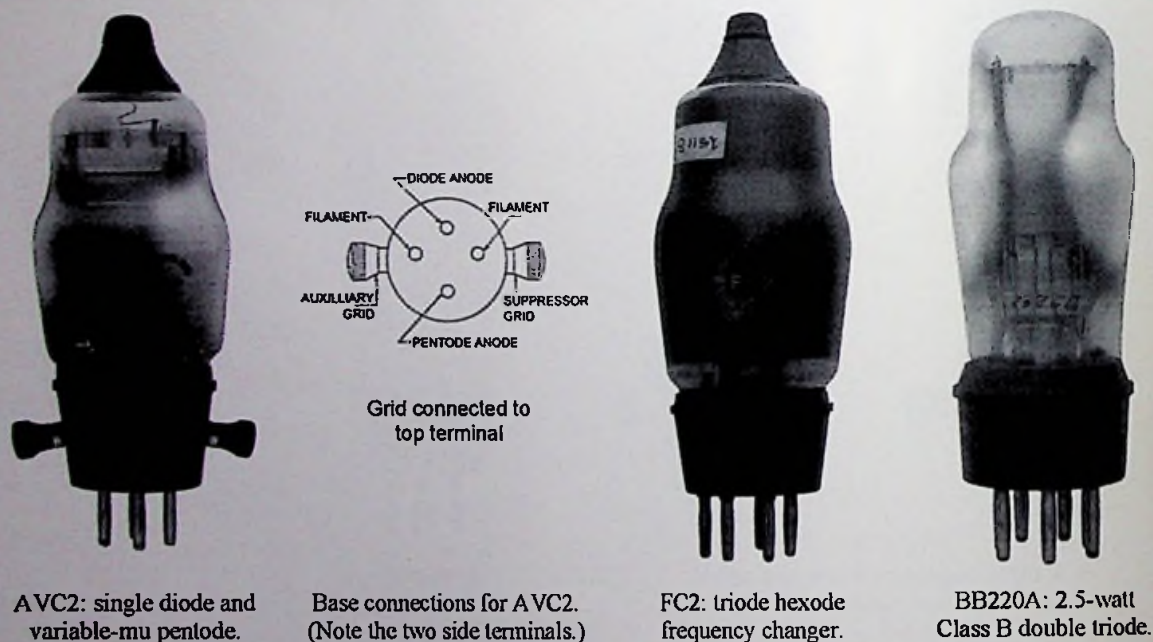 DIODE ANODE
FILAMENT
FILAMENT
AUXILLIARY
GRID
SUPPRESSOR
GRID
PENTODE ANODE
Grid connected to
top terminal
AVC2: single diode and
variable-mu pentode.
Base connections for AVC2.
(Note the two side terminals.)
FC2: triode hexode
frequency changer.
BB220A: 2.5-watt
Class B double triode.